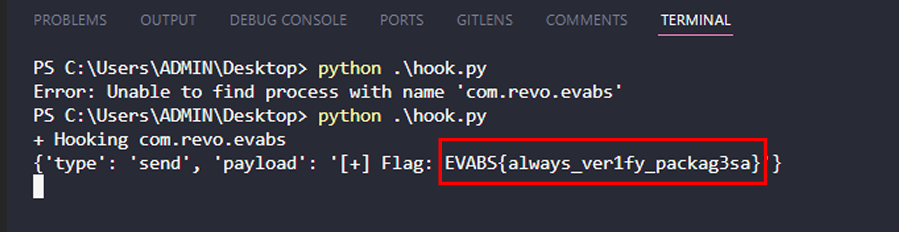 PROBLEMS OUTPUT DEBUG CONSOLE PORTS GITLENS COMMENTS TERMINAL
PS C:\Users\ADMIN\Desktop> python .\hook.py
Error: Unable to find process with name 'com.revo.evabs'
PS C:\Users\ADMIN\Desktop> python .\hook.py
+ Hooking com.revo.evabs
{'type': 'send', 'payload': '[+] Flag: EVABS{always_ver1fy_packag3sa}'}